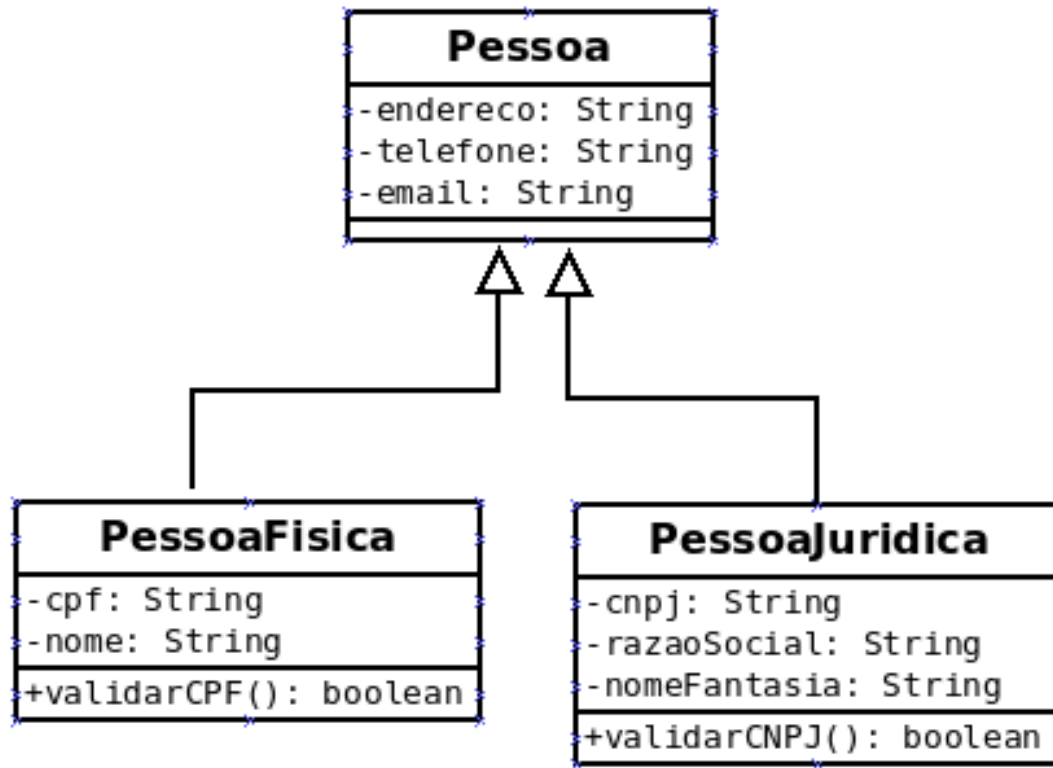 Pessoa
-endereco: String
-telefone: String
-email: String
PessoaFisica
-cpf: String
-nome: String
+validarCPF(): boolean
PessoaJuridica
-cnpj: String
-razaoSocial: String
-nomeFantasia: String
+validarCNPJ(): boolean